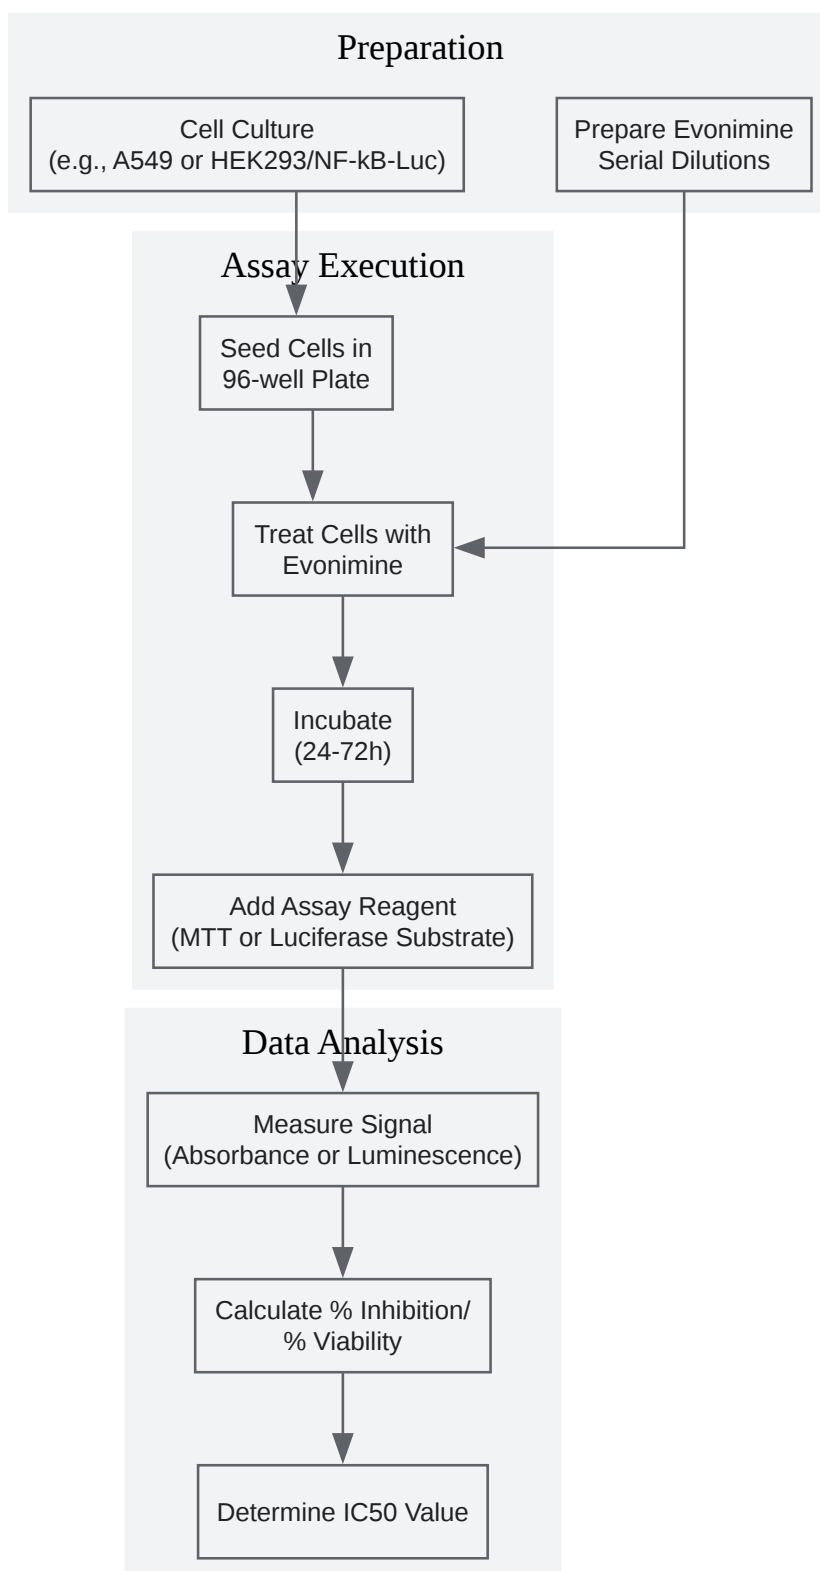 Preparation
Cell Culture
(e.g., A549 or HEK293/NF-kB-Luc)
Prepare Evonimine
Serial Dilutions
Assay Execution
Seed Cells in
96-well Plate
Treat Cells with
Evonimine
Incubate
(24-72h)
Add Assay Reagent
(MTT or Luciferase Substrate)
Data Analysis
Measure Signal
(Absorbance or Luminescence)
Calculate % Inhibition/
% Viability
Determine IC50 Value